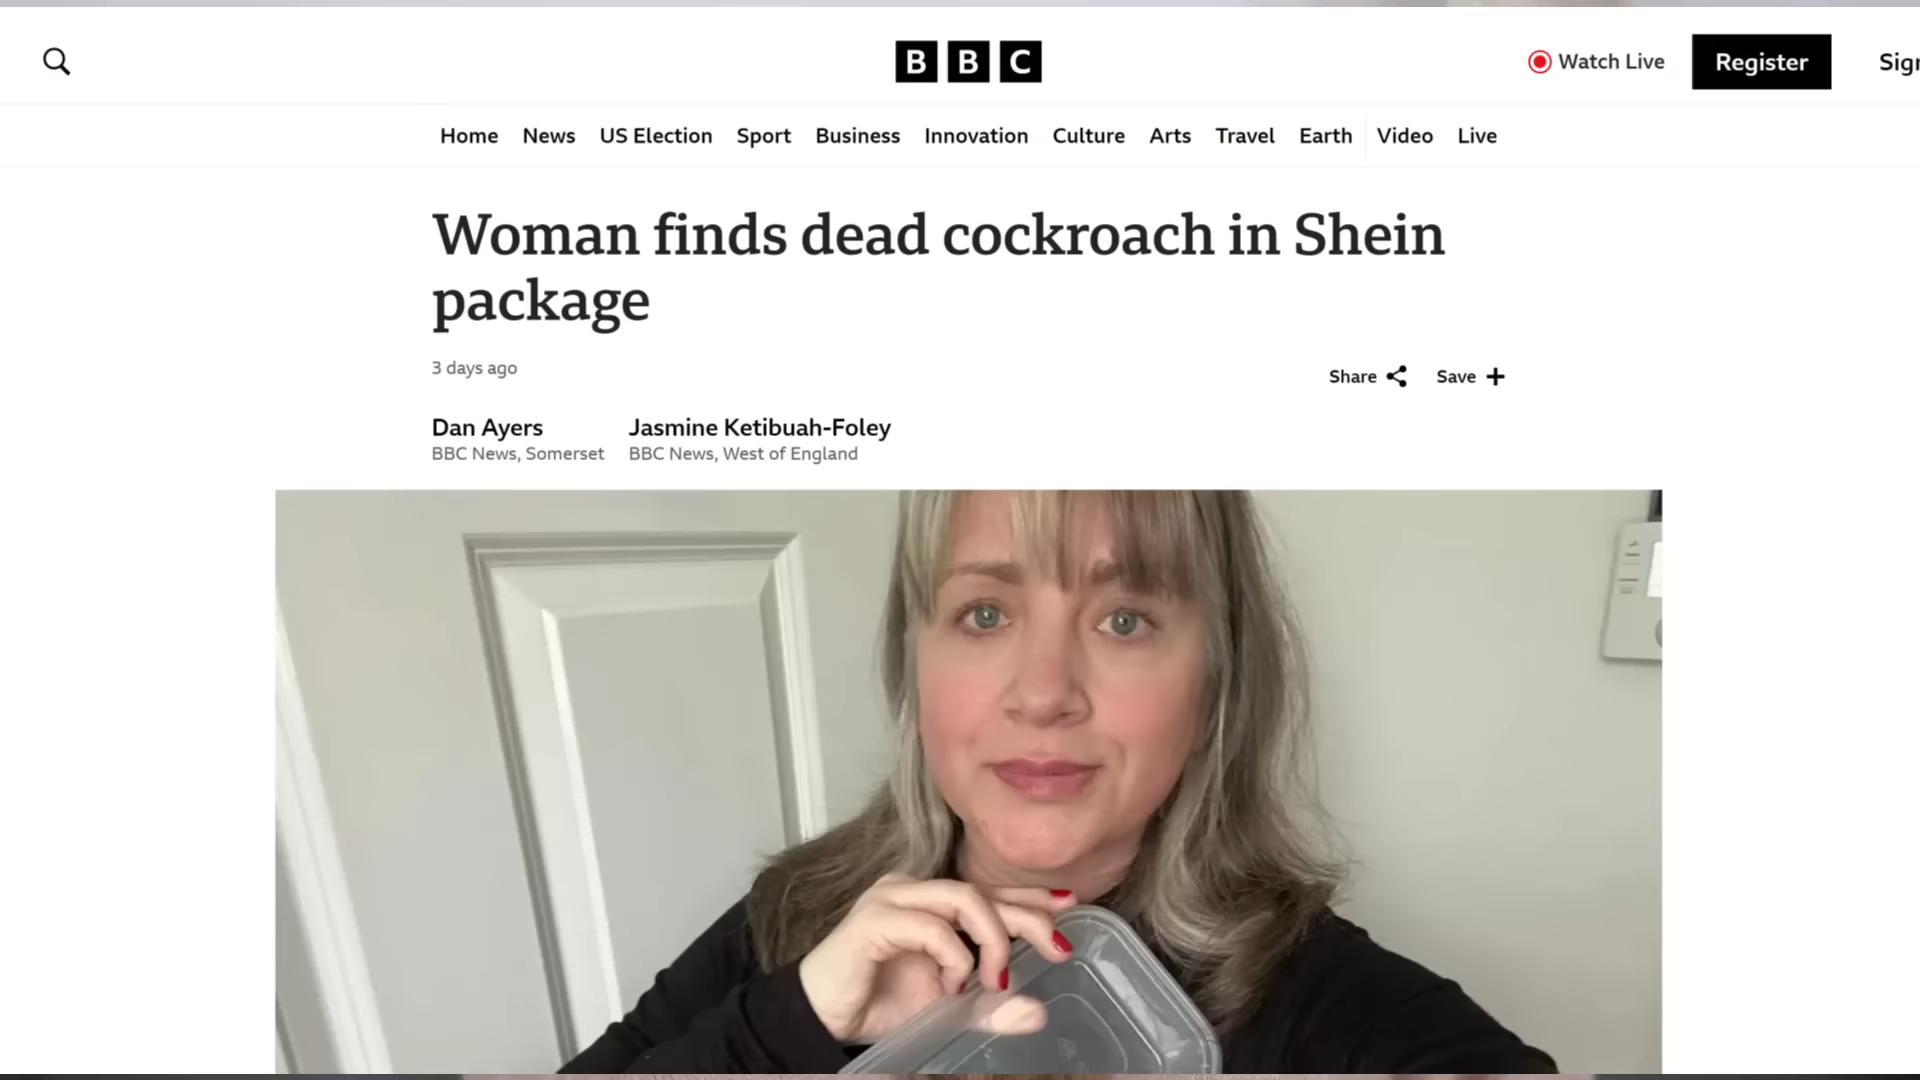 BBC
Watch Live
Register
Home News US Election Sport Business Innovation Culture Arts Travel Earth Video Live
Woman finds dead cockroach in Shein
package
3 days ago
Share Save
Dan Ayers Jasmine Ketibuah-Foley
BBC News, Somerset BBC News, West of England